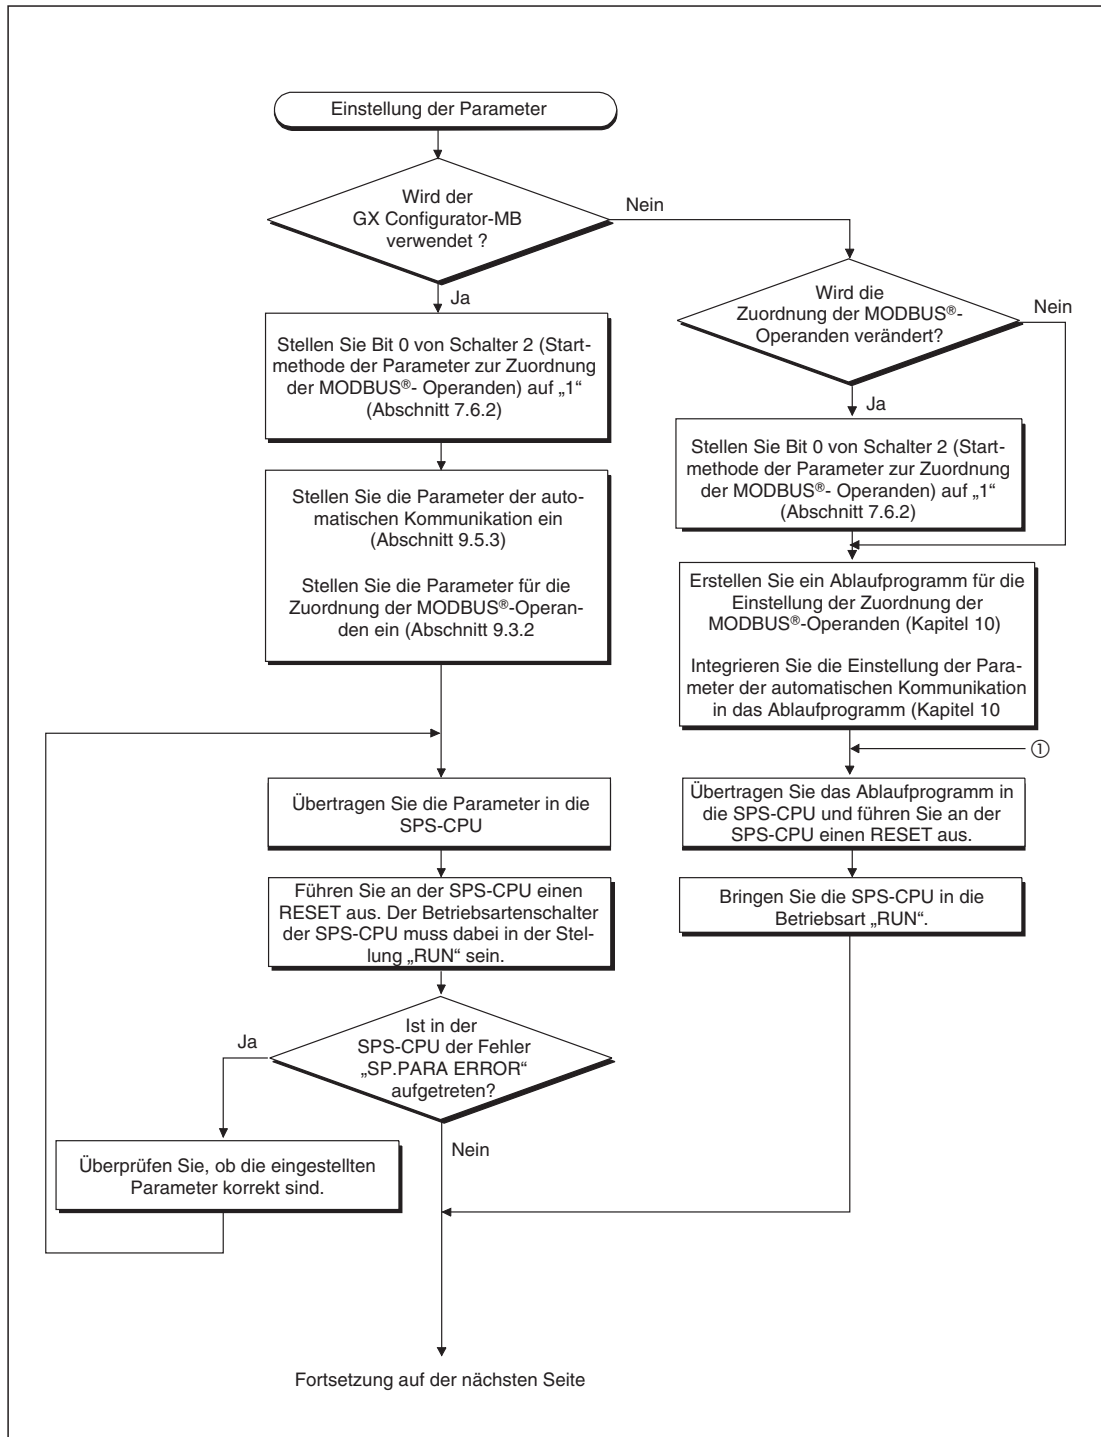 Einstellung der Parameter
Wird der
GX Configurator-MB
verwendet ?
Nein
Ja
Wird die
Zuordnung der MODBUS®-
Operanden verändert?
Nein
Ja
Stellen Sie Bit 0 von Schalter 2 (Start-
methode der Parameter zur Zuordnung
der MODBUS®- Operanden) auf „1“
(Abschnitt 7.6.2)
Stellen Sie Bit 0 von Schalter 2 (Start-
methode der Parameter zur Zuordnung
der MODBUS®- Operanden) auf „1“
(Abschnitt 7.6.2)
Stellen Sie die Parameter der auto-
matischen Kommunikation ein
(Abschnitt 9.5.3)
Stellen Sie die Parameter für die
Zuordnung der MODBUS®-Operan-
den ein (Abschnitt 9.3.2
Erstellen Sie ein Ablaufprogramm für die
Einstellung der Zuordnung der
MODBUS®-Operanden (Kapitel 10)
Integrieren Sie die Einstellung der Para-
meter der automatischen Kommunikation
in das Ablaufprogramm (Kapitel 10
①
Übertragen Sie die Parameter in die
SPS-CPU
Übertragen Sie das Ablaufprogramm in
die SPS-CPU und führen Sie an der
SPS-CPU einen RESET aus.
Führen Sie an der SPS-CPU einen
RESET aus. Der Betriebsartenschalter
der SPS-CPU muss dabei in der Stel-
lung „RUN“ sein.
Bringen Sie die SPS-CPU in die
Betriebsart „RUN“.
Ist in der
SPS-CPU der Fehler
„SP.PARA ERROR“
aufgetreten?
Ja
Nein
Überprüfen Sie, ob die eingestellten
Parameter korrekt sind.
Fortsetzung auf der nächsten Seite